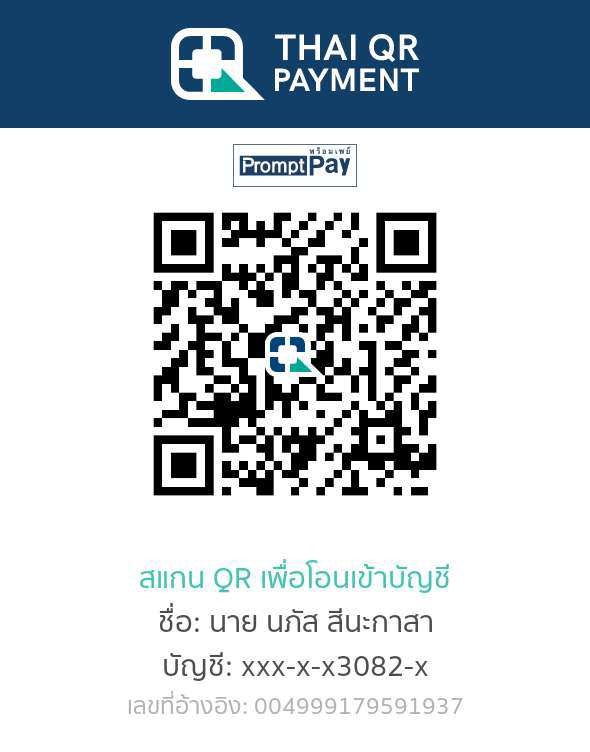 THAI QR
PAYMENT
พร้อมเพย์
PromptPay
สแกน QR เพื่อโอนเข้าบัญชี
ชื่อ: นาย นภัส สีนะกาสา
บัญชี: xxx-x-x3082-x
เลขที่อ้างอิง: 004999179591937